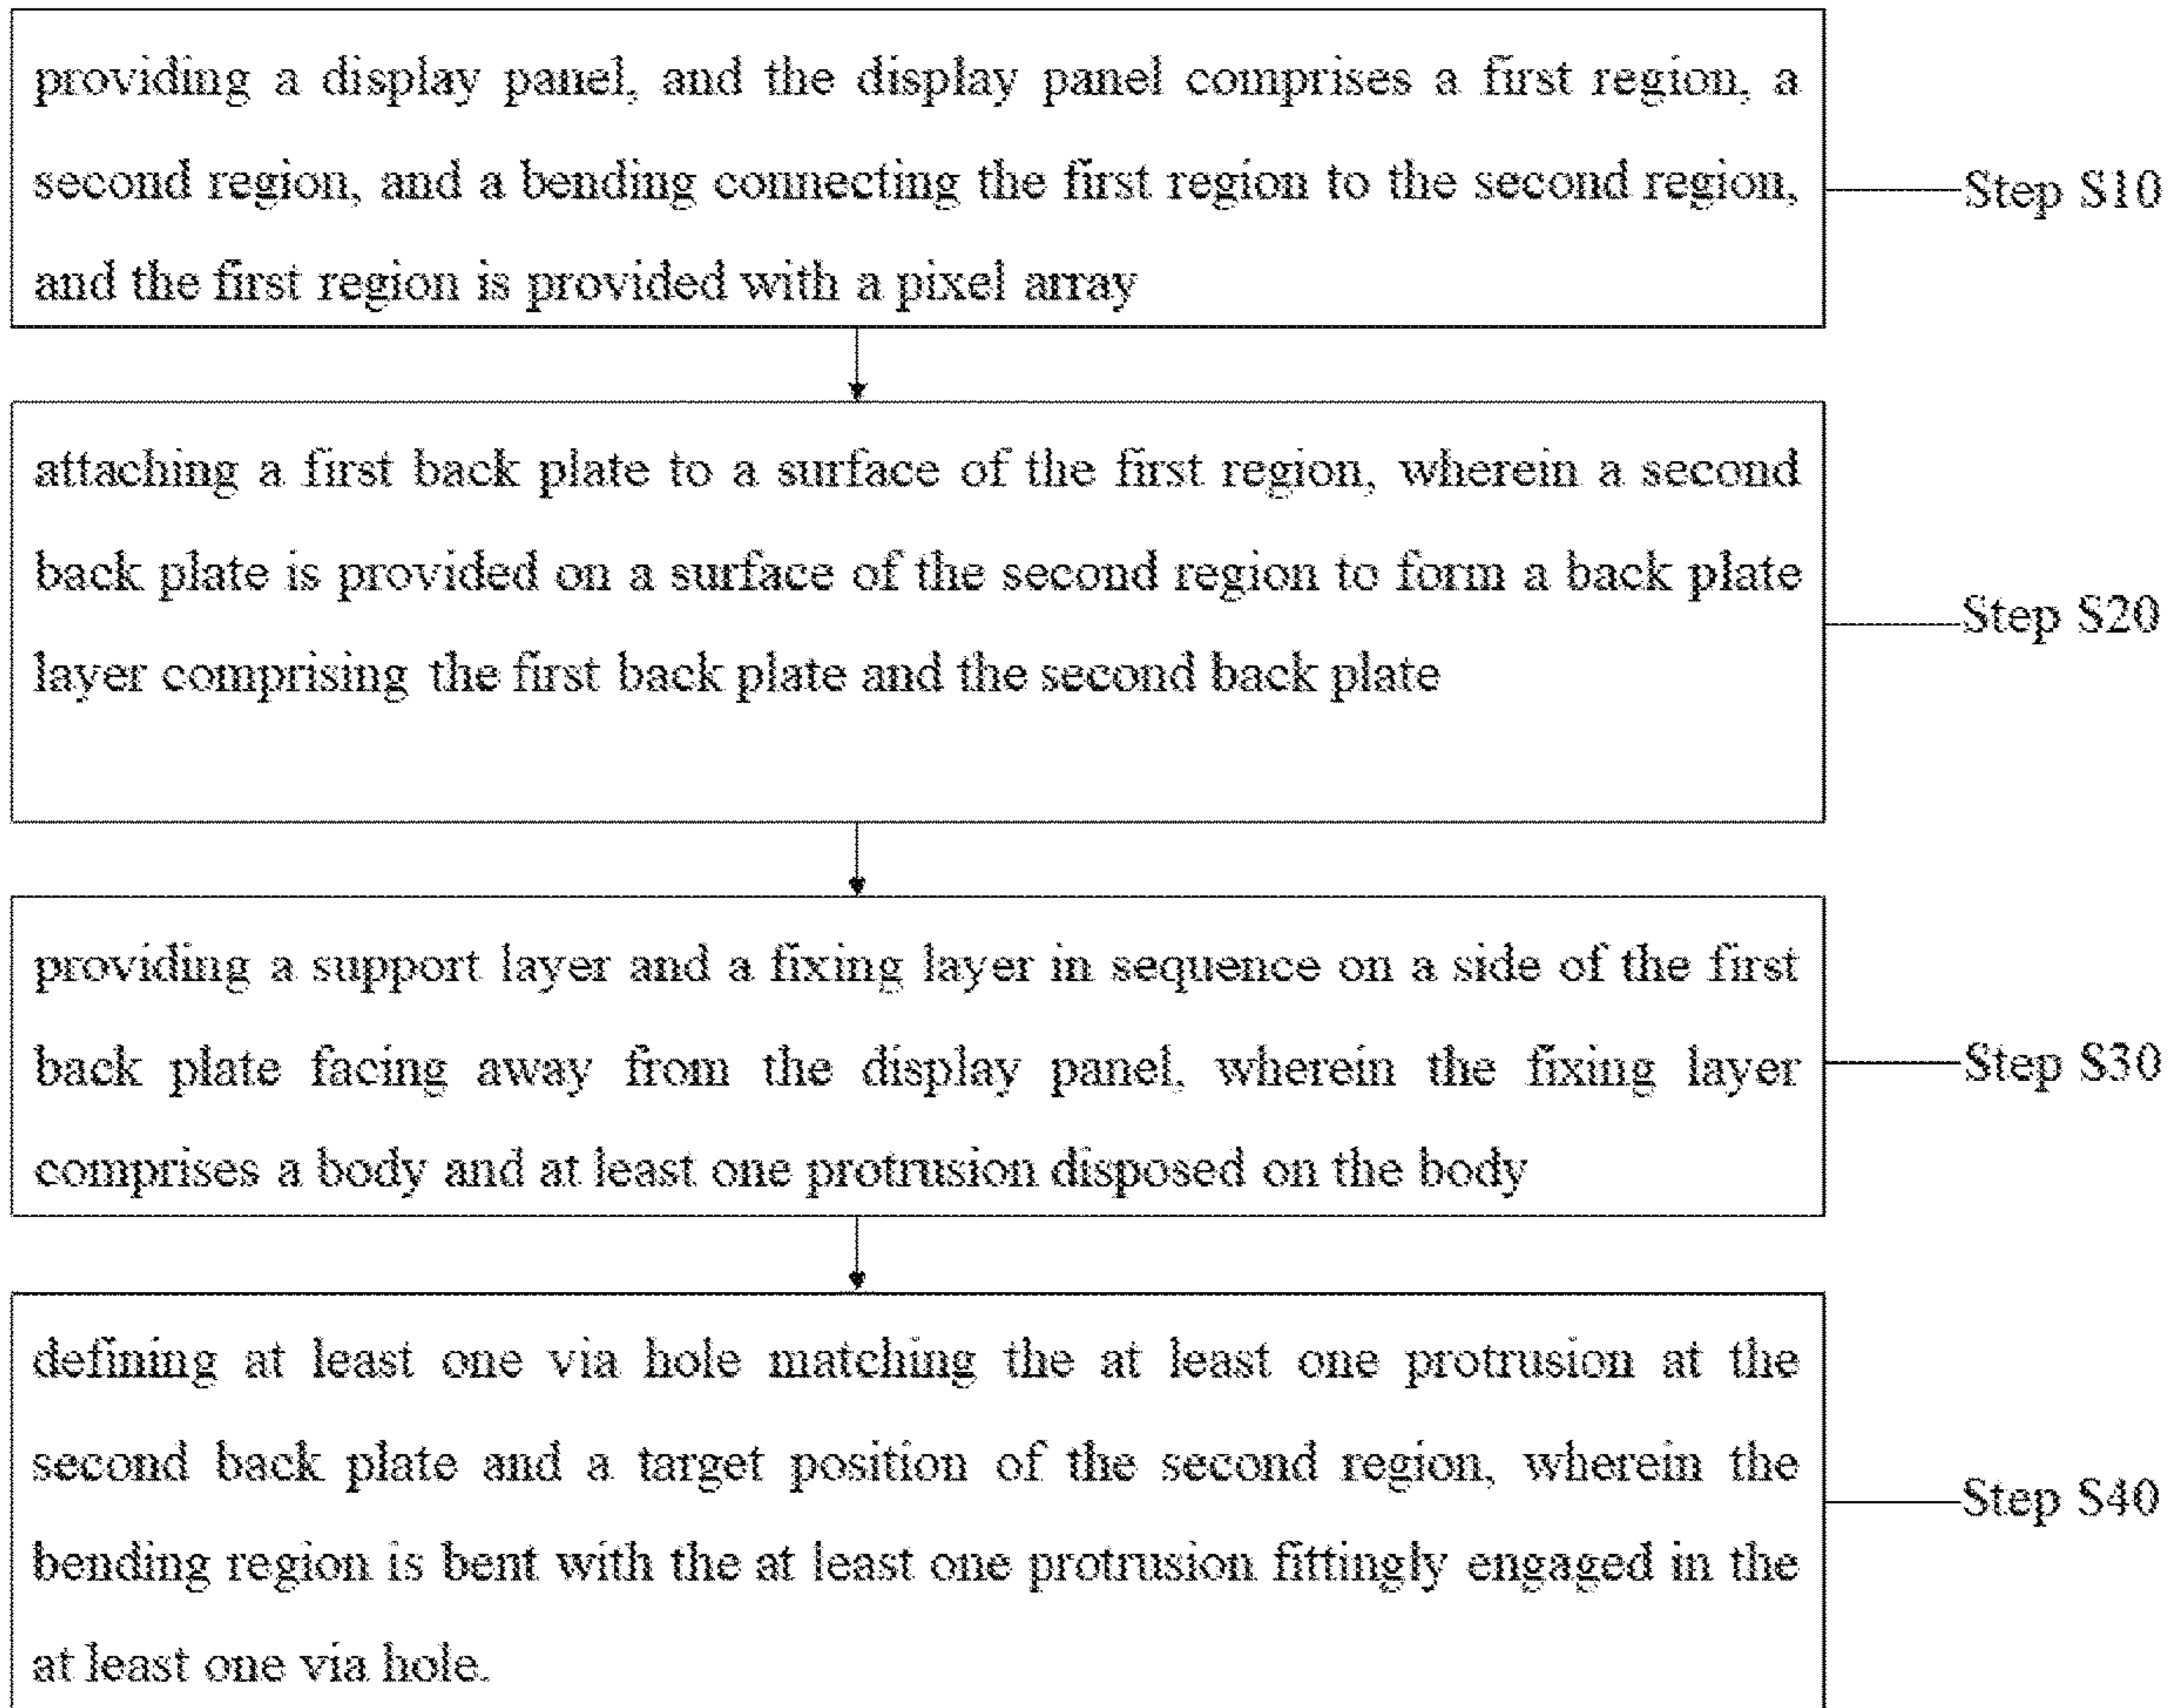 providing a display panel, and the display panel comprises a first region, a
second region, and a bending connecting the first region to the second region,
and the first region is provided with a pixel array
Step S10
attaching a first back plate to a surface of the first region, wherein a second
back plate is provided on a surface of the second region to form a back plate
layer comprising the first back plate and the second back plate
Step S20
providing a support layer and a fixing layer in sequence on a side of the first
back plate facing away from the display panel, wherein the fixing layer
comprises a body and at least one protrusion disposed on the body
Step S30
defining at least one via hole matching the at least one protrusion at the
second back plate and a target position of the second region, wherein the
bending region is bent with the at least one protrusion fittingly engaged in the
at least one via hole.
Step S40